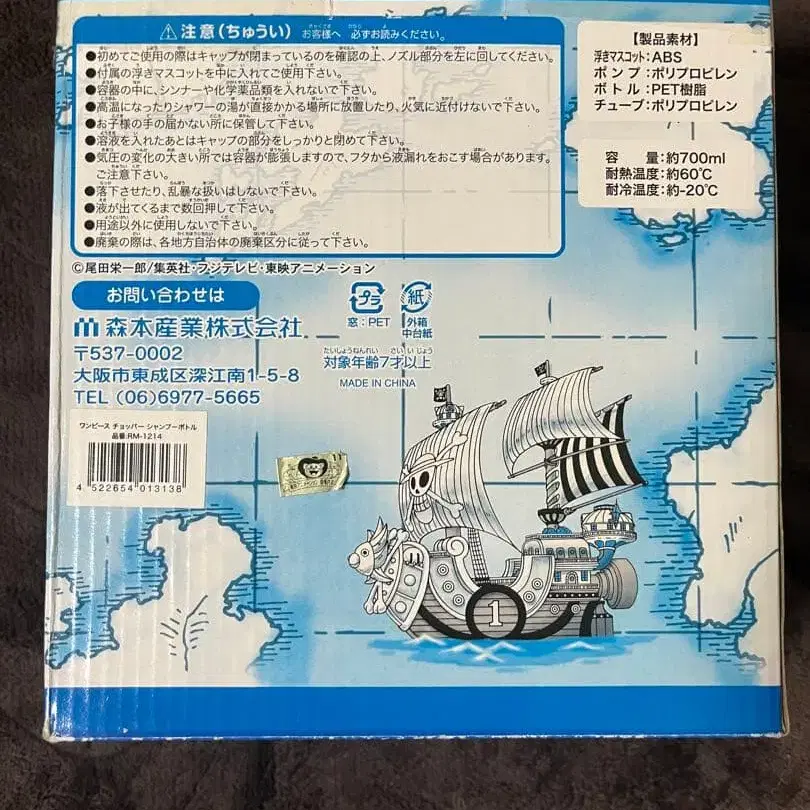 ⚠ 注意(ちゅうい) お客様へ 必ずお読みください。
●初めてご使用の際はキャップが閉まっているのを確認の上、ノズル部分を左に回してください。
●付属の浮きマスコットを中に入れてご使用下さい。
●容器の中に、シンナーや化学薬品類を入れないで下さい。
●高温になったりシャワーの湯が直接かかる場所に放置したり、火気に近付けないで下さい。
●お子様の手の届かない所に保管して下さい。
●溶液を入れたあとはキャップの部分をしっかりと閉めて下さい。
●気圧の変化の大きい所では容器が膨張しますので、フタから液漏れをおこす場合があります。
ご注意下さい。
●落下させたり、乱暴な扱いはしないで下さい。
●液が出てくるまで数回押して下さい。
●用途以外に使用しないで下さい。
●廃棄の際は、各地方自治体の廃棄区分に従って下さい。
【製品素材】
浮きマスコット:ABS
ポンプ:ポリプロピレン
ボトル:PET樹脂
チューブ:ポリプロピレン
容量:約700ml
耐熱温度:約60℃
耐冷温度:約-20℃
©尾田栄一郎/集英社・フジテレビ・東映アニメーション
お問い合わせは
森本産業株式会社
〒537-0002
大阪市東成区深江南1-5-8
TEL (06)6977-5665
プラ
窓:PET
紙
外箱
中台紙
たいしょうねんれい さいいじょう
対象年齢7才以上
MADE IN CHINA
ワンピース チョッパー シャンプーボトル
品番:RM-1214
4 522654 013138
1